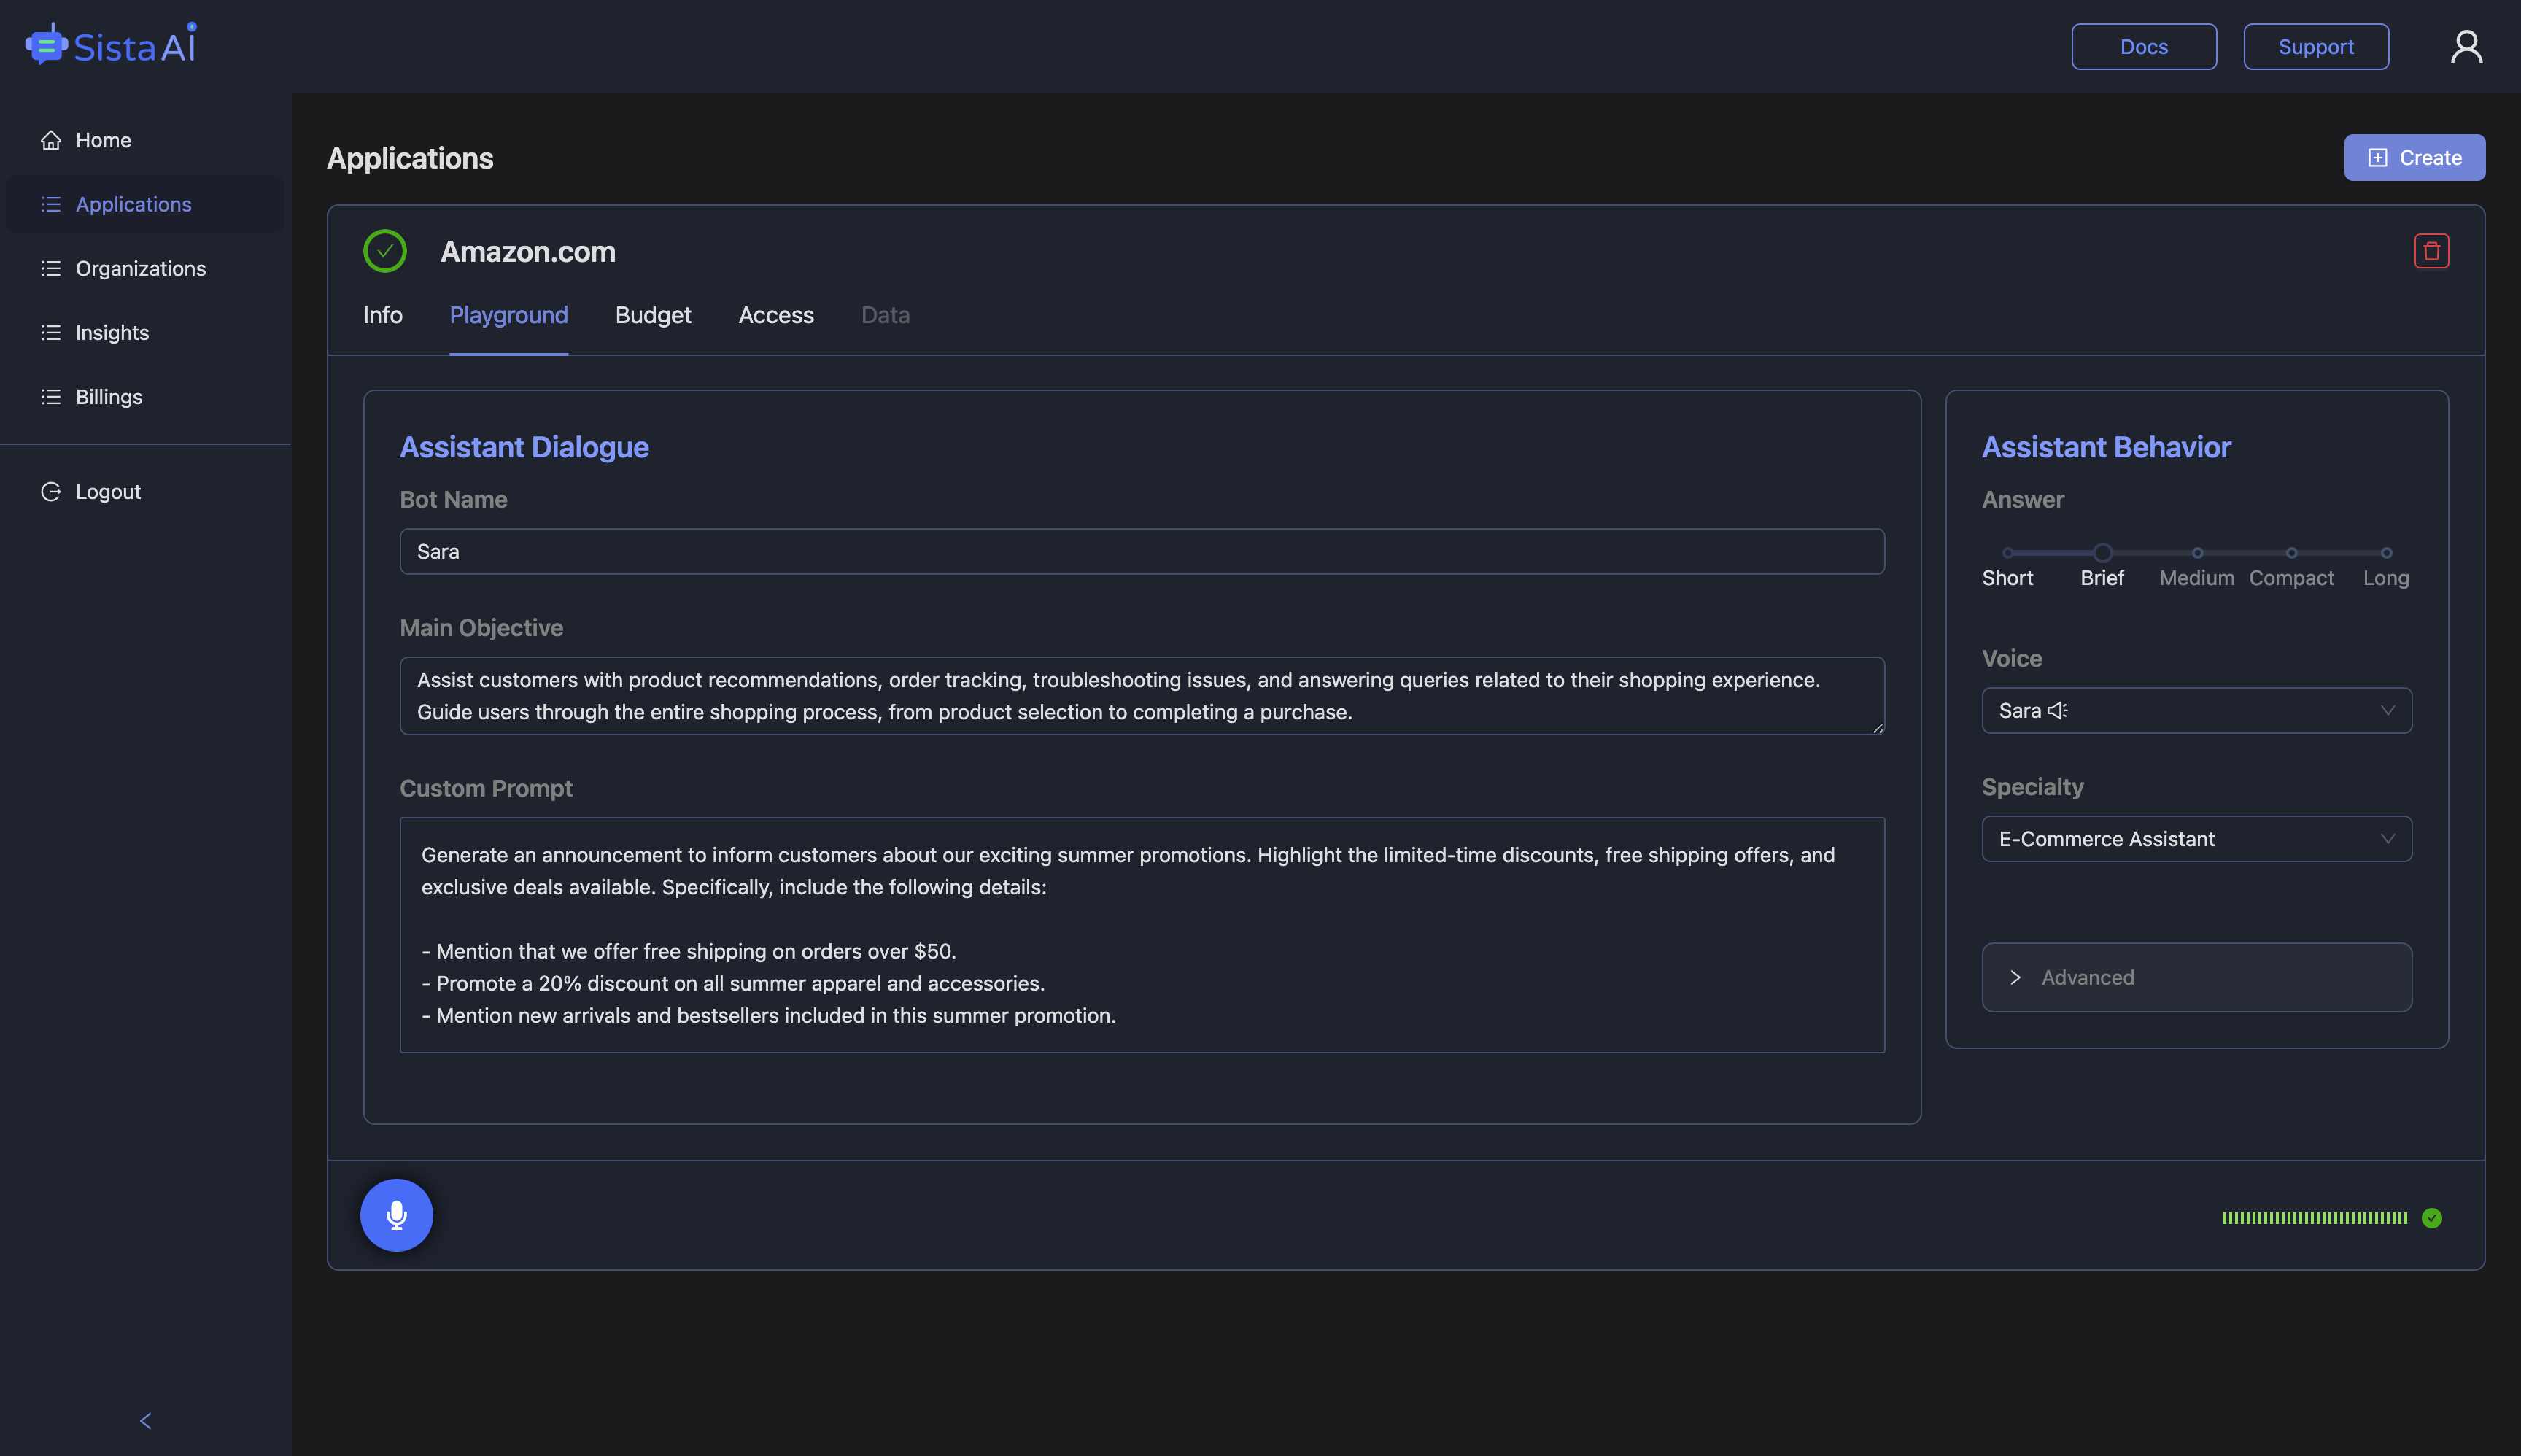 Sista Ai
Docs
Support
Home
Applications
Organizations
Insights
Billings
Logout
Applications
Create
Amazon.com
Info
Playground
Budget
Access
Data
Assistant Dialogue
Bot Name
Sara
Main Objective
Assist customers with product recommendations, order tracking, troubleshooting issues, and answering queries related to their shopping experience.
Guide users through the entire shopping process, from product selection to completing a purchase.
Custom Prompt
Generate an announcement to inform customers about our exciting summer promotions. Highlight the limited-time discounts, free shipping offers, and
exclusive deals available. Specifically, include the following details:
- Mention that we offer free shipping on orders over $50.
- Promote a 20% discount on all summer apparel and accessories.
- Mention new arrivals and bestsellers included in this summer promotion.
Assistant Behavior
Answer
Short
Brief
Medium
Compact
Long
Voice
Sara
Specialty
E-Commerce Assistant
Advanced